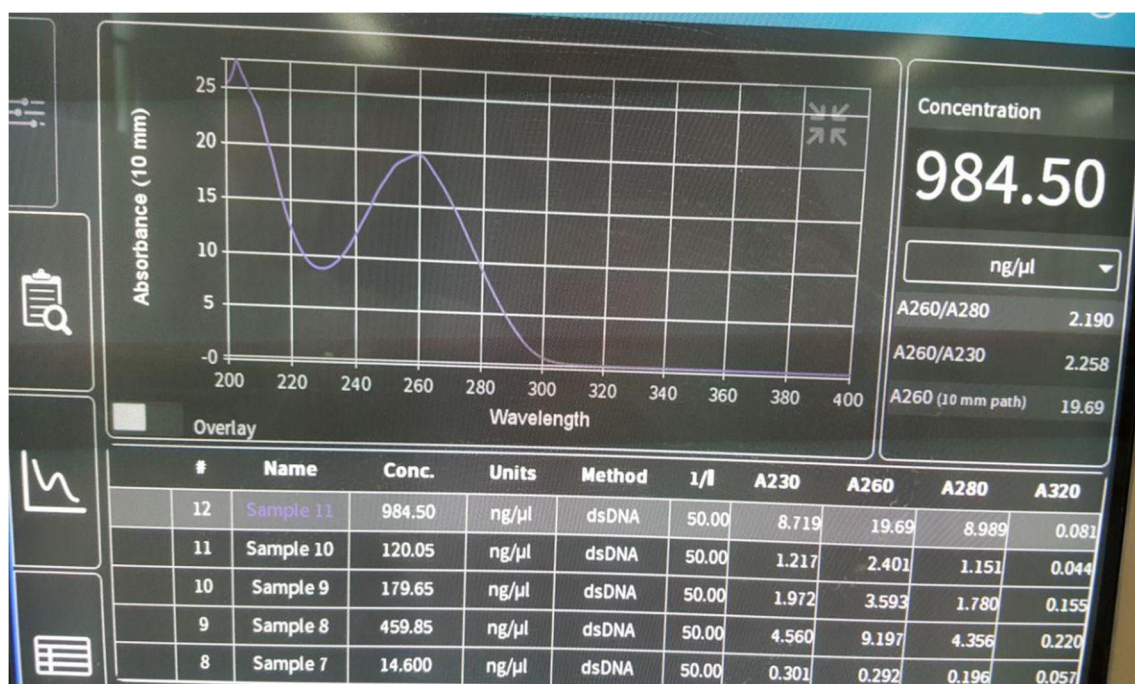 Absorbance (10 mm)
25
20
15
10
5
-0
200 220 240 260 280 300 320 340 360 380 400
Wavelength
Overlay
Concentration
984.50
ng/µl
A260/A280 2.190
A260/A230 2.258
A260 (10 mm path) 19.69
# Name Conc. Units Method 1/ll A230 A260 A280 A320
12 Sample 11 984.50 ng/µl dsDNA 50.00 8.719 19.69 8.989 0.081
11 Sample 10 120.05 ng/µl dsDNA 50.00 1.217 2.401 1.151 0.044
10 Sample 9 179.65 ng/µl dsDNA 50.00 1.972 3.593 1.780 0.155
9 Sample 8 459.85 ng/µl dsDNA 50.00 4.560 9.197 4.356 0.220
8 Sample 7 14.600 ng/µl dsDNA 50.00 0.301 0.292 0.196 0.057